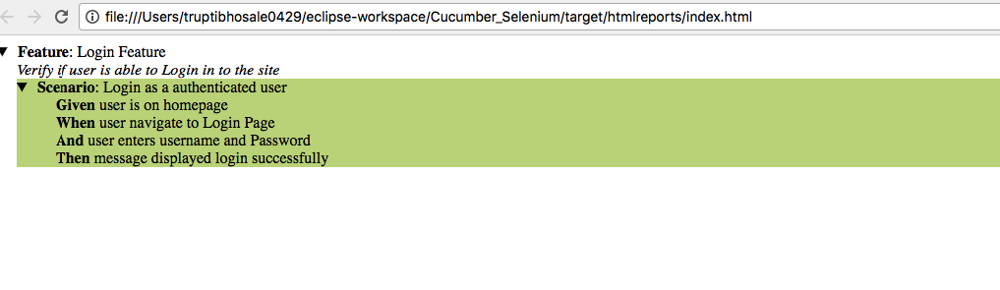 file:///Users/truptibhosale0429/eclipse-workspace/Cucumber_Selenium/target/htmlreports/index.html
Feature: Login Feature
Verify if user is able to Login in to the site
Scenario: Login as a authenticated user
Given user is on homepage
When user navigate to Login Page
And user enters username and Password
Then message displayed login successfully